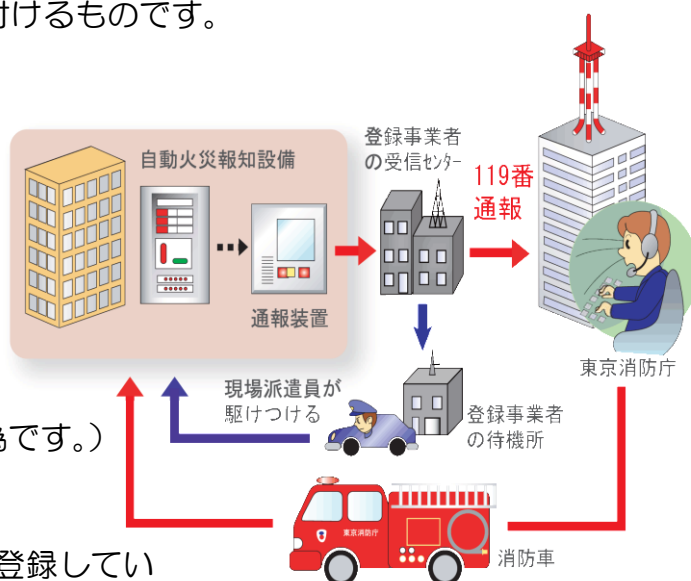 付けるものです。
自動火災報知設備
通報装置
登録事業者
の受信ｾﾝﾀｰ
119番
通報
東京消防庁
現場派遣員が
駆けつける
登録事業者
の待機所
為です。）
東京消防庁
消防車
登録してい